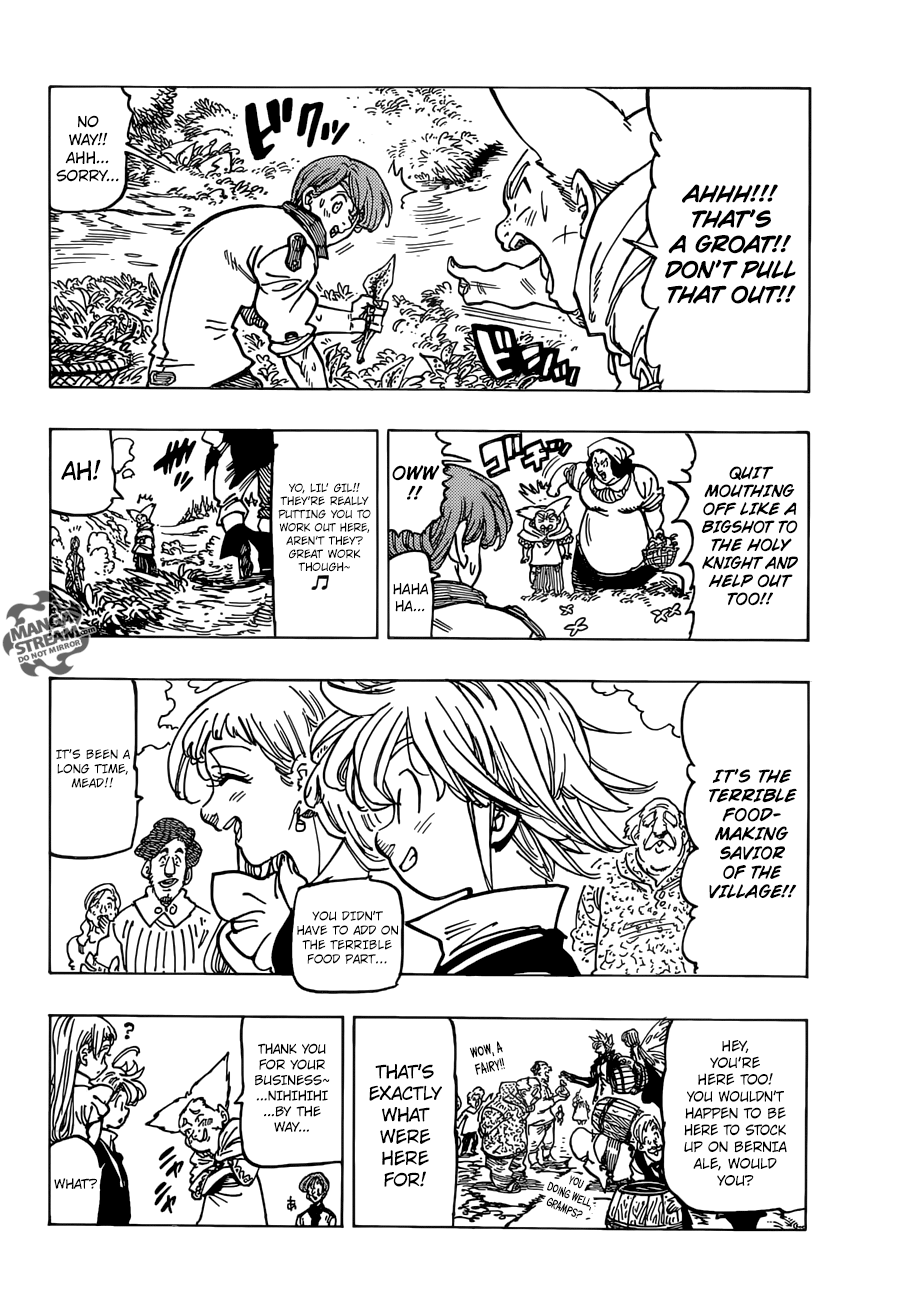 AHHH!!!
THAT'S
A GROAT!!
DON'T PULL
THAT OUT!!
ビクッ
NO
WAY!!
AHH...
SORRY...
QUIT
MOUTHING
OFF LIKE A
BIGSHOT TO
THE HOLY
KNIGHT AND
HELP OUT
TOO!!
OWW
!!
HAHA
HA...
YO, LIL' GIL!!
THEY'RE REALLY
PUTTING YOU TO
WORK OUT HERE,
AREN'T THEY?
GREAT WORK
THOUGH~
♫
AH!
MANGA
STREAM.com
DO NOT MIRROR
IT'S THE
TERRIBLE
FOOD-
MAKING
SAVIOR
OF THE
VILLAGE!!
YOU DIDN'T
HAVE TO ADD ON
THE TERRIBLE
FOOD PART...
IT'S BEEN A
LONG TIME,
MEAD!!
HEY,
YOU'RE
HERE TOO!
YOU WOULDN'T
HAPPEN TO BE
HERE TO STOCK
UP ON BERNIA
ALE, WOULD
YOU?
WOW, A
FAIRY!!
YOU
DOING WELL,
GRAMPS?
THAT'S
EXACTLY
WHAT
WERE
HERE
FOR!
THANK YOU
FOR YOUR
BUSINESS~
...NIHIHIHI
...BY THE
WAY...
?
ニヤニヤ
WHAT?